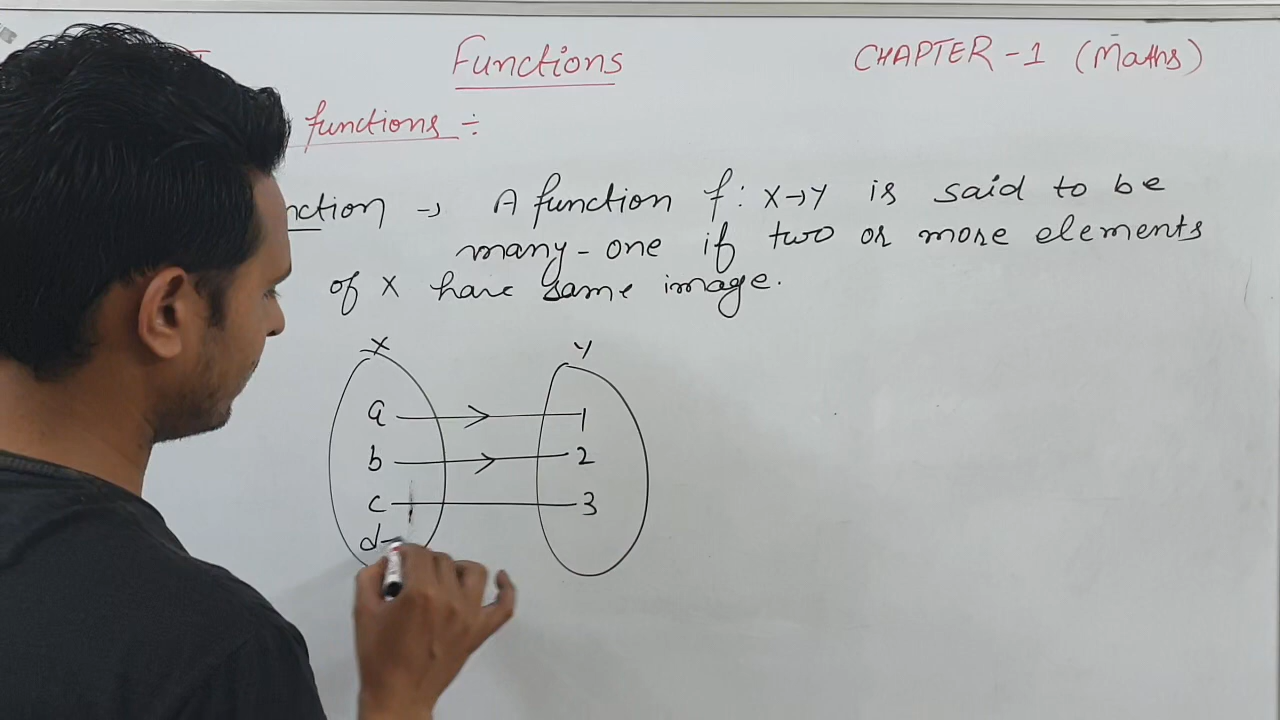 Functions
CHAPTER - 1 (Maths)
functions ÷
→ A function f: X→Y is said to be
many-one if two or more elements
of X have same image.
X Y
a 1
b 2
c 3
d